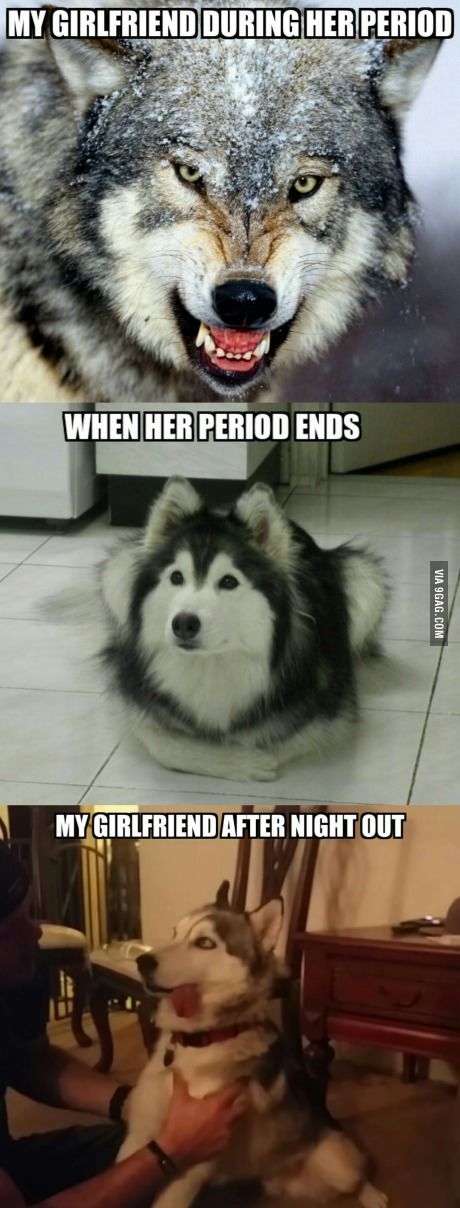 MY GIRLFRIEND DURING HER PERIOD
WHEN HER PERIOD ENDS
VIA 9GAG.COM
MY GIRLFRIEND AFTER NIGHT OUT